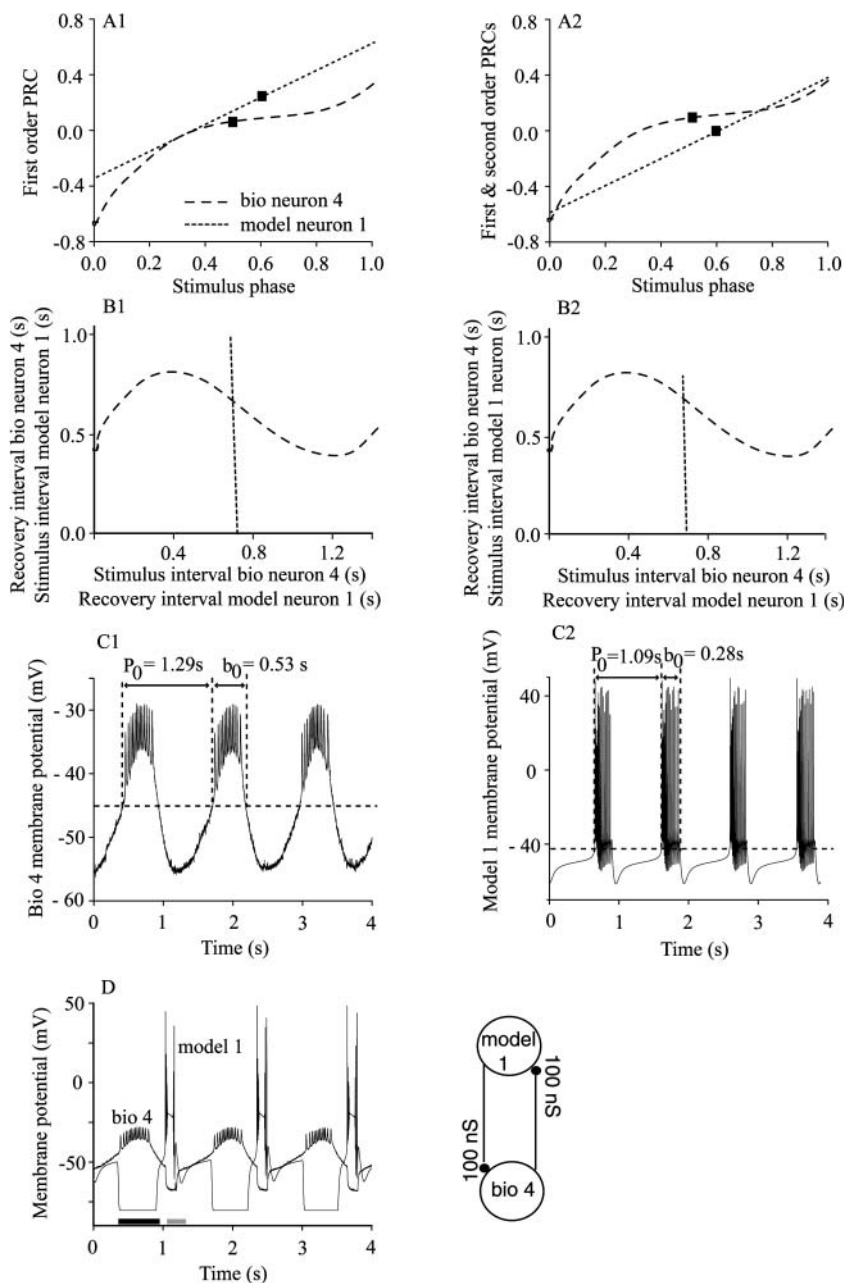 A1
0.8
0.4
0.0
-0.4
-0.8
First order PRC
bio neuron 4
model neuron 1
0.0 0.2 0.4 0.6 0.8 1.0
Stimulus phase
A2
0.8
0.4
0.0
-0.4
-0.8
First & second order PRCs
0.0 0.2 0.4 0.6 0.8 1.0
Stimulus phase
B1
Recovery interval bio neuron 4 (s)
Stimulus interval model neuron 1 (s)
1.0
0.5
0.0
0.4 0.8 1.2
Stimulus interval bio neuron 4 (s)
Recovery interval model neuron 1 (s)
B2
Recovery interval bio neuron 4 (s)
Stimulus interval model 1 neuron (s)
1.0
0.5
0.0
0.4 0.8 1.2
Stimulus interval bio neuron 4 (s)
Recovery interval model neuron 1 (s)
C1
P0= 1.29s b0= 0.53 s
Bio 4 membrane potential (mV)
- 30
- 40
- 50
- 60
0 1 2 3 4
Time (s)
C2
P0=1.09s b0= 0.28s
Model 1 membrane potential (mV)
40
0
- 40
0 1 2 3 4
Time (s)
D
Membrane potential (mV)
50
25
0
-25
-50
model 1
bio 4
0 1 2 3 4
Time (s)
model
1
100 nS
100 nS
bio 4